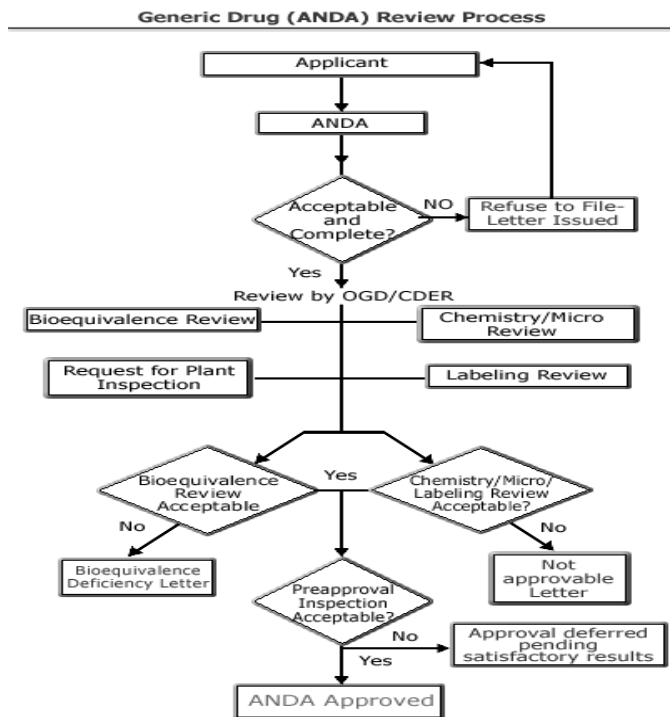 Generic Drug (ANDA) Review Process
Applicant
ANDA
Acceptable
and
Complete?
NO
Refuse to File-
Letter Issued
Yes
Review by OGD/CDER
Bioequivalence Review
Chemistry/Micro
Review
Request for Plant
Inspection
Labeling Review
Bioequivalence
Review
Acceptable
Yes
Chemistry/Micro/
Labeling Review
Acceptable?
No
No
Bioequivalence
Deficiency Letter
Not
approvable
Letter
Preapproval
Inspection
Acceptable?
No
Approval deferred
pending
satisfactory results
Yes
ANDA Approved